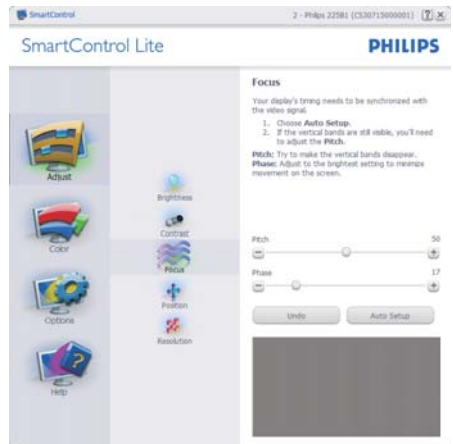 SmartControl
2 - Philips 225B1 (CS30715000001)
SmartControl Lite
PHILIPS
Adjust
Color
Options
Help
Brightness
Contrast
Focus
Position
Resolution
Focus
Your display's timing needs to be synchronized with
the video signal.
1. Choose Auto Setup.
2. If the vertical bands are still visible, you'll need
to adjust the Pitch.
Pitch: Try to make the vertical bands disappear.
Phase: Adjust to the brightest setting to minimize
movement on the screen.
Pitch 50
Phase 17
Undo Auto Setup